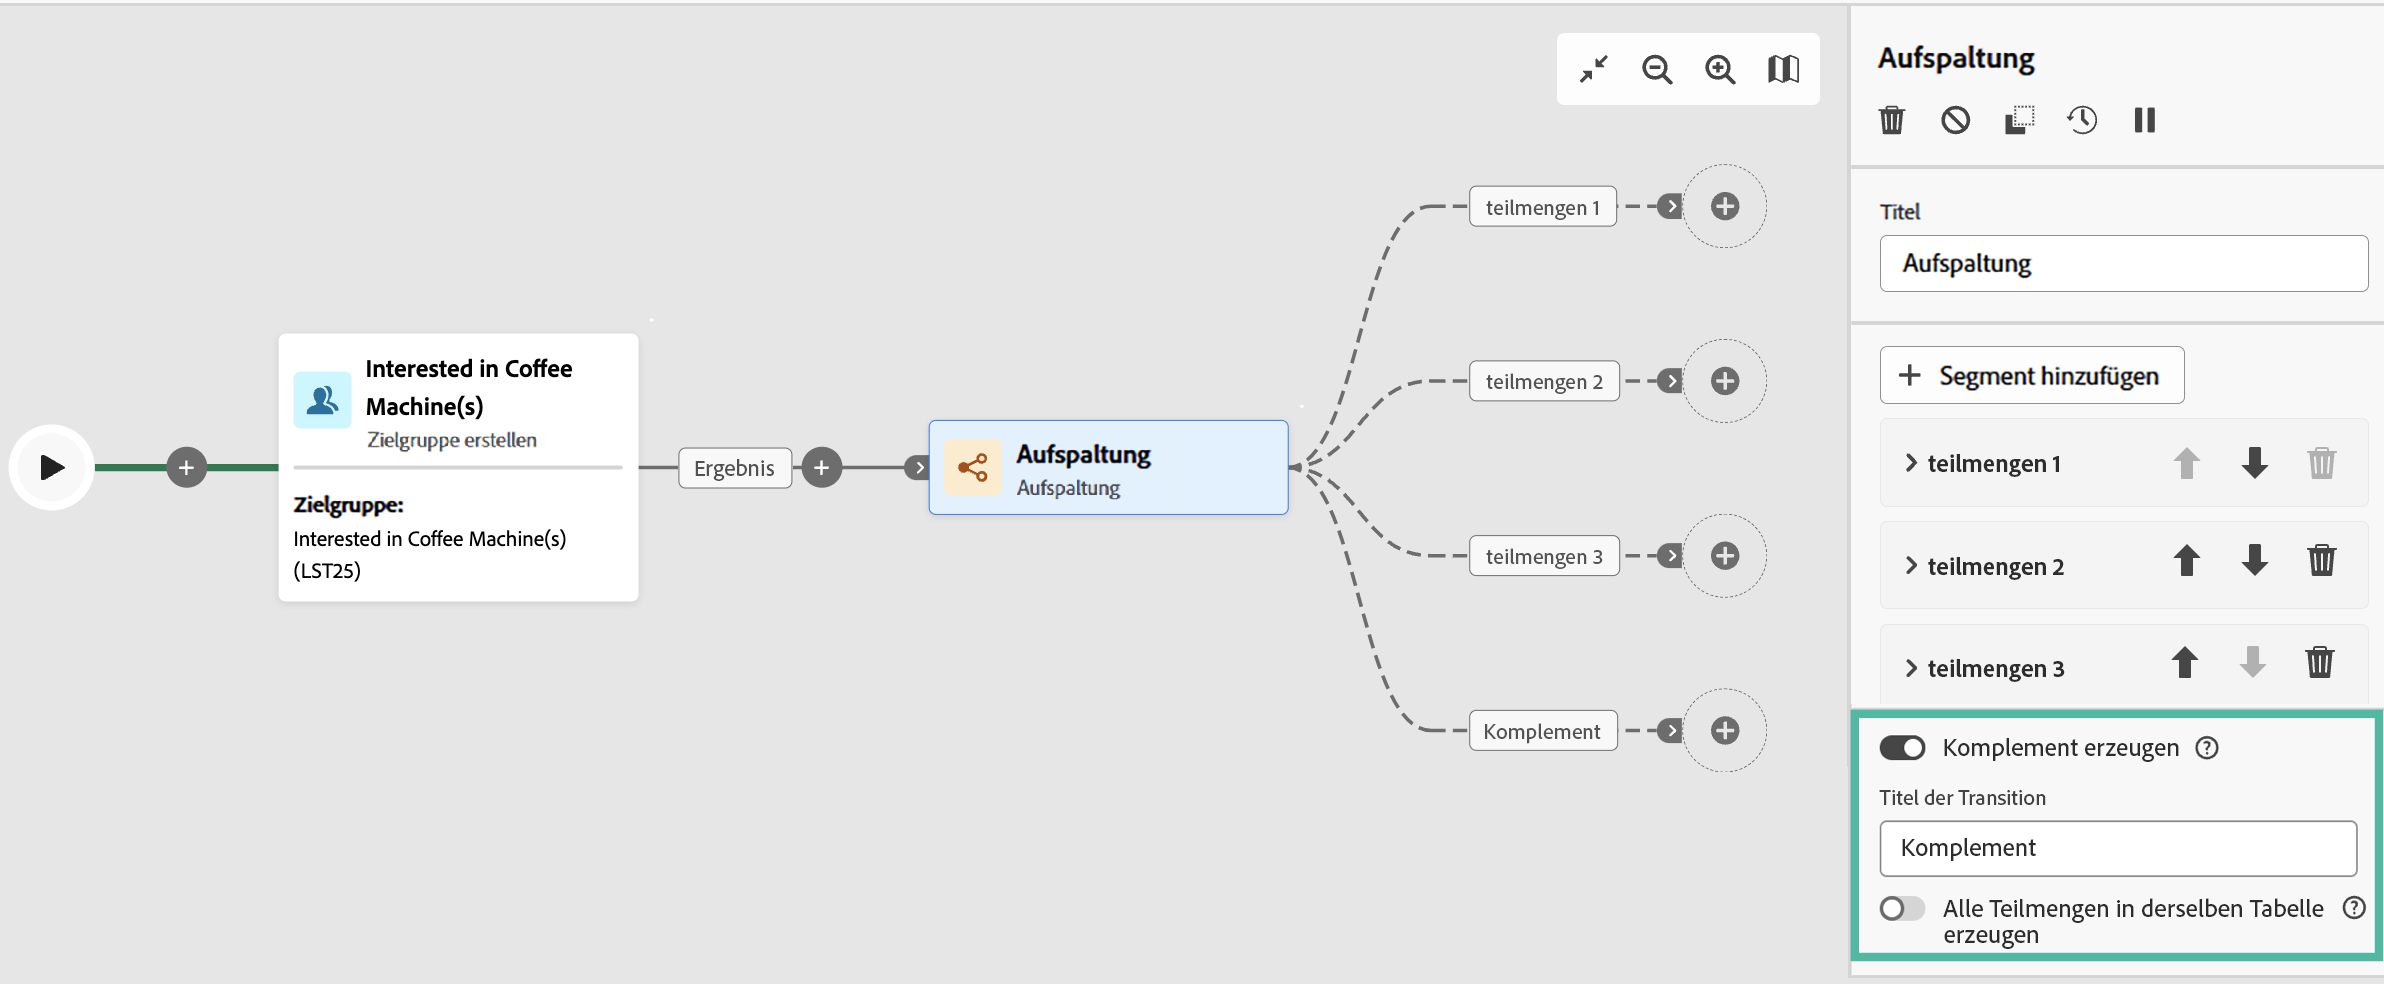 Interested in Coffee
Machine(s)
Zielgruppe erstellen
Zielgruppe:
Interested in Coffee Machine(s)
(LST25)
Ergebnis
Aufspaltung
Aufspaltung
teilmengen 1
teilmengen 2
teilmengen 3
Komplement
Aufspaltung
Titel
Aufspaltung
Segment hinzufügen
teilmengen 1
teilmengen 2
teilmengen 3
Komplement erzeugen
Titel der Transition
Komplement
Alle Teilmengen in derselben Tabelle
erzeugen